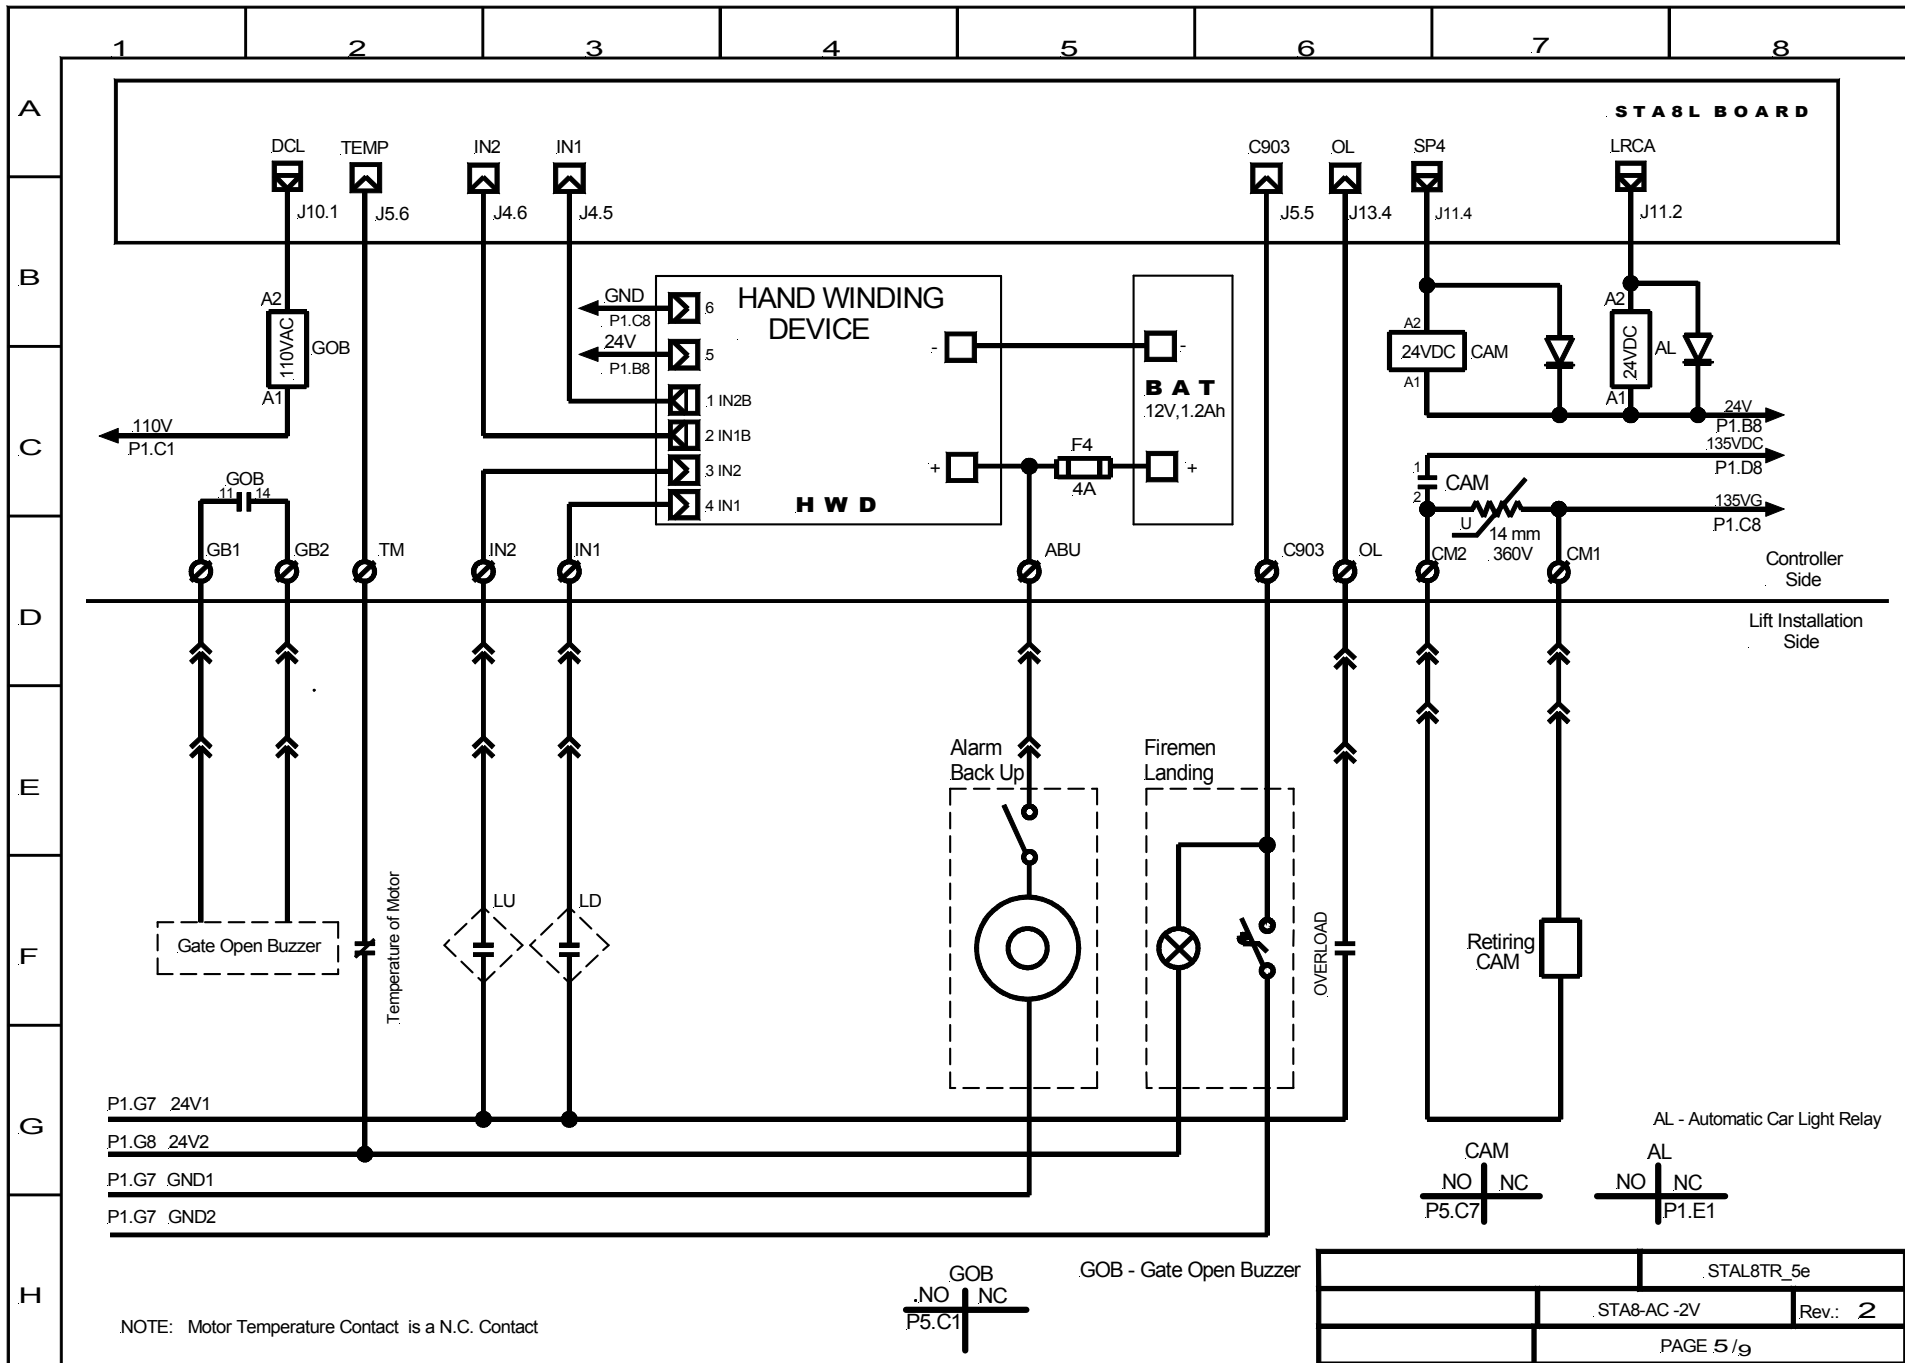 1 2 3 4 5 6 7 8
A
STA8L BOARD
DCL TEMP IN2 IN1 C903 OL SP4 LRCA
J10.1 J5.6 J4.6 J4.5 J5.5 J13.4 J11.4 J11.2
B
A2
110VAC
GOB
A1
GND
P1.C8
6
24V
P1.B8
5
HAND WINDING
DEVICE
1 IN2B
2 IN1B
3 IN2
4 IN1
HWD
-
+
-
+
BAT
12V,1.2Ah
F4
4A
A2
24VDC
CAM
A1
A2
24VDC
AL
A1
24V
P1.B8
135VDC
P1.D8
C
110V
P1.C1
GOB
11 14
1
CAM
2
135VG
P1.C8
U
14 mm
360V
GB1 GB2 TM IN2 IN1 ABU C903 OL CM2 CM1
Controller
Side
D
Lift Installation
Side
E
Alarm
Back Up
Firemen
Landing
F
Gate Open Buzzer
Temperature of Motor
LU
LD
OVERLOAD
Retiring
CAM
G
P1.G7 24V1
P1.G8 24V2
P1.G7 GND1
P1.G7 GND2
AL - Automatic Car Light Relay
CAM
NO NC
P5.C7
AL
NO NC
P1.E1
H
NOTE: Motor Temperature Contact is a N.C. Contact
GOB
.NO NC
P5.C1
GOB - Gate Open Buzzer
STAL8TR_5e
STA8-AC -2V
Rev.: 2
PAGE 5/9